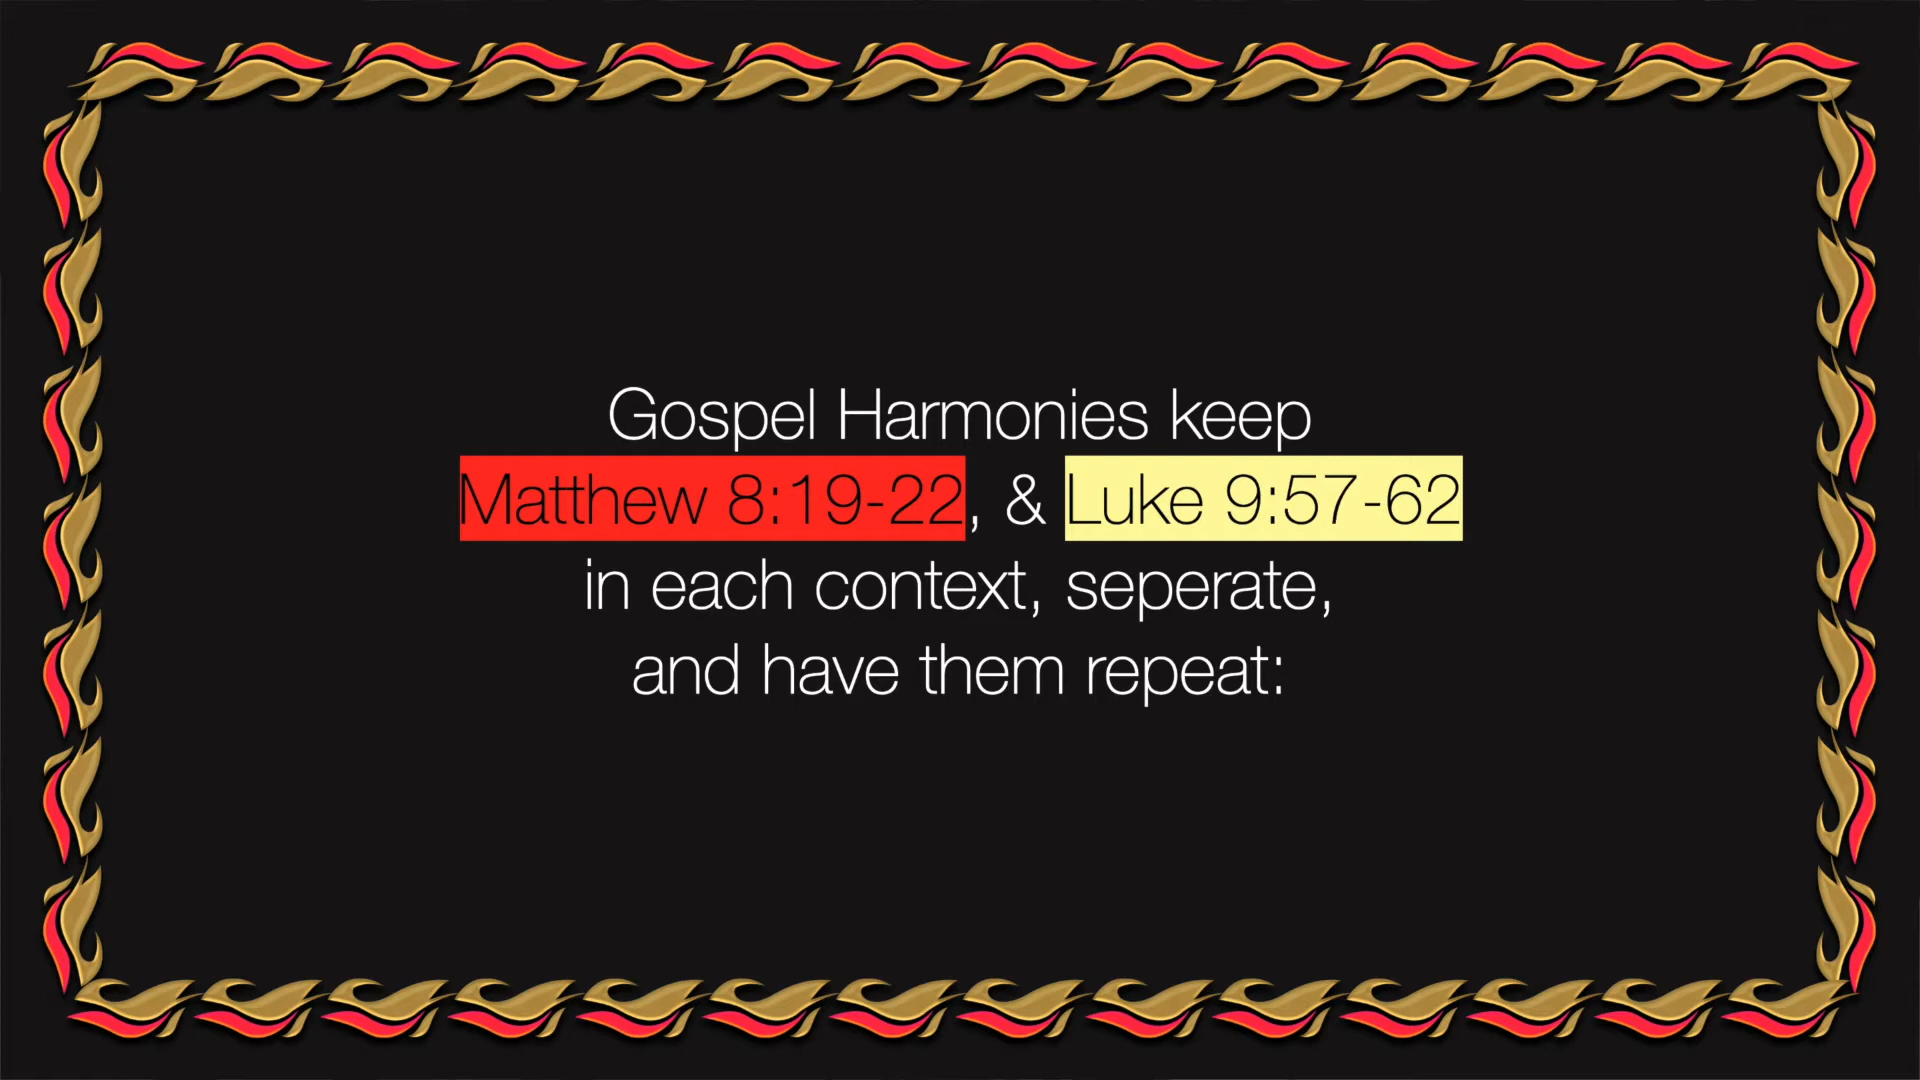 Gospel Harmonies keep
Matthew 8:19-22, & Luke 9:57-62
in each context, seperate,
and have them repeat: